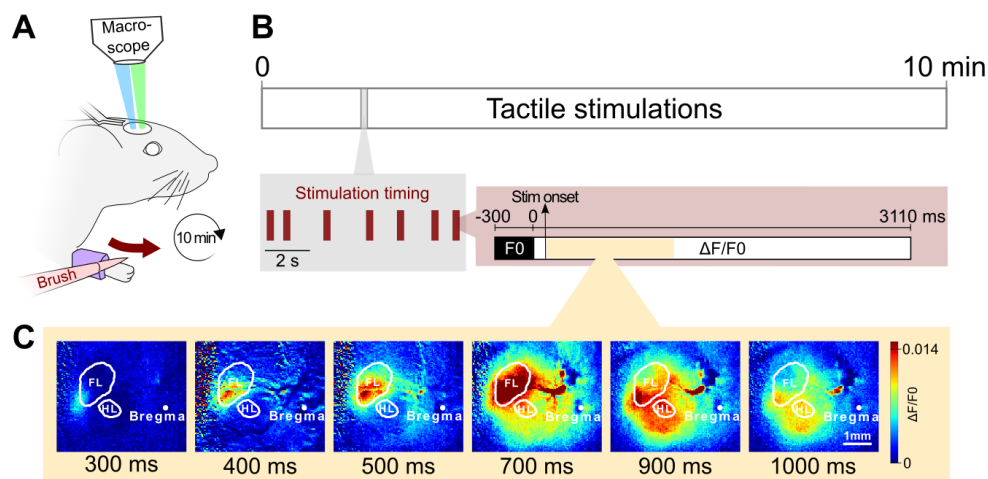 A
Macro-
scope
10 min
Brush
B
0
10 min
Tactile stimulations
Stimulation timing
2 s
Stim onset
-300
0
3110 ms
F0
ΔF/F0
C
FL
HL
Bregma
300 ms
FL
HL
Bregma
400 ms
FL
HL
Bregma
500 ms
FL
HL
Bregma
700 ms
FL
HL
Bregma
900 ms
FL
HL
Bregma
1mm
1000 ms
0.014
ΔF/F0
0